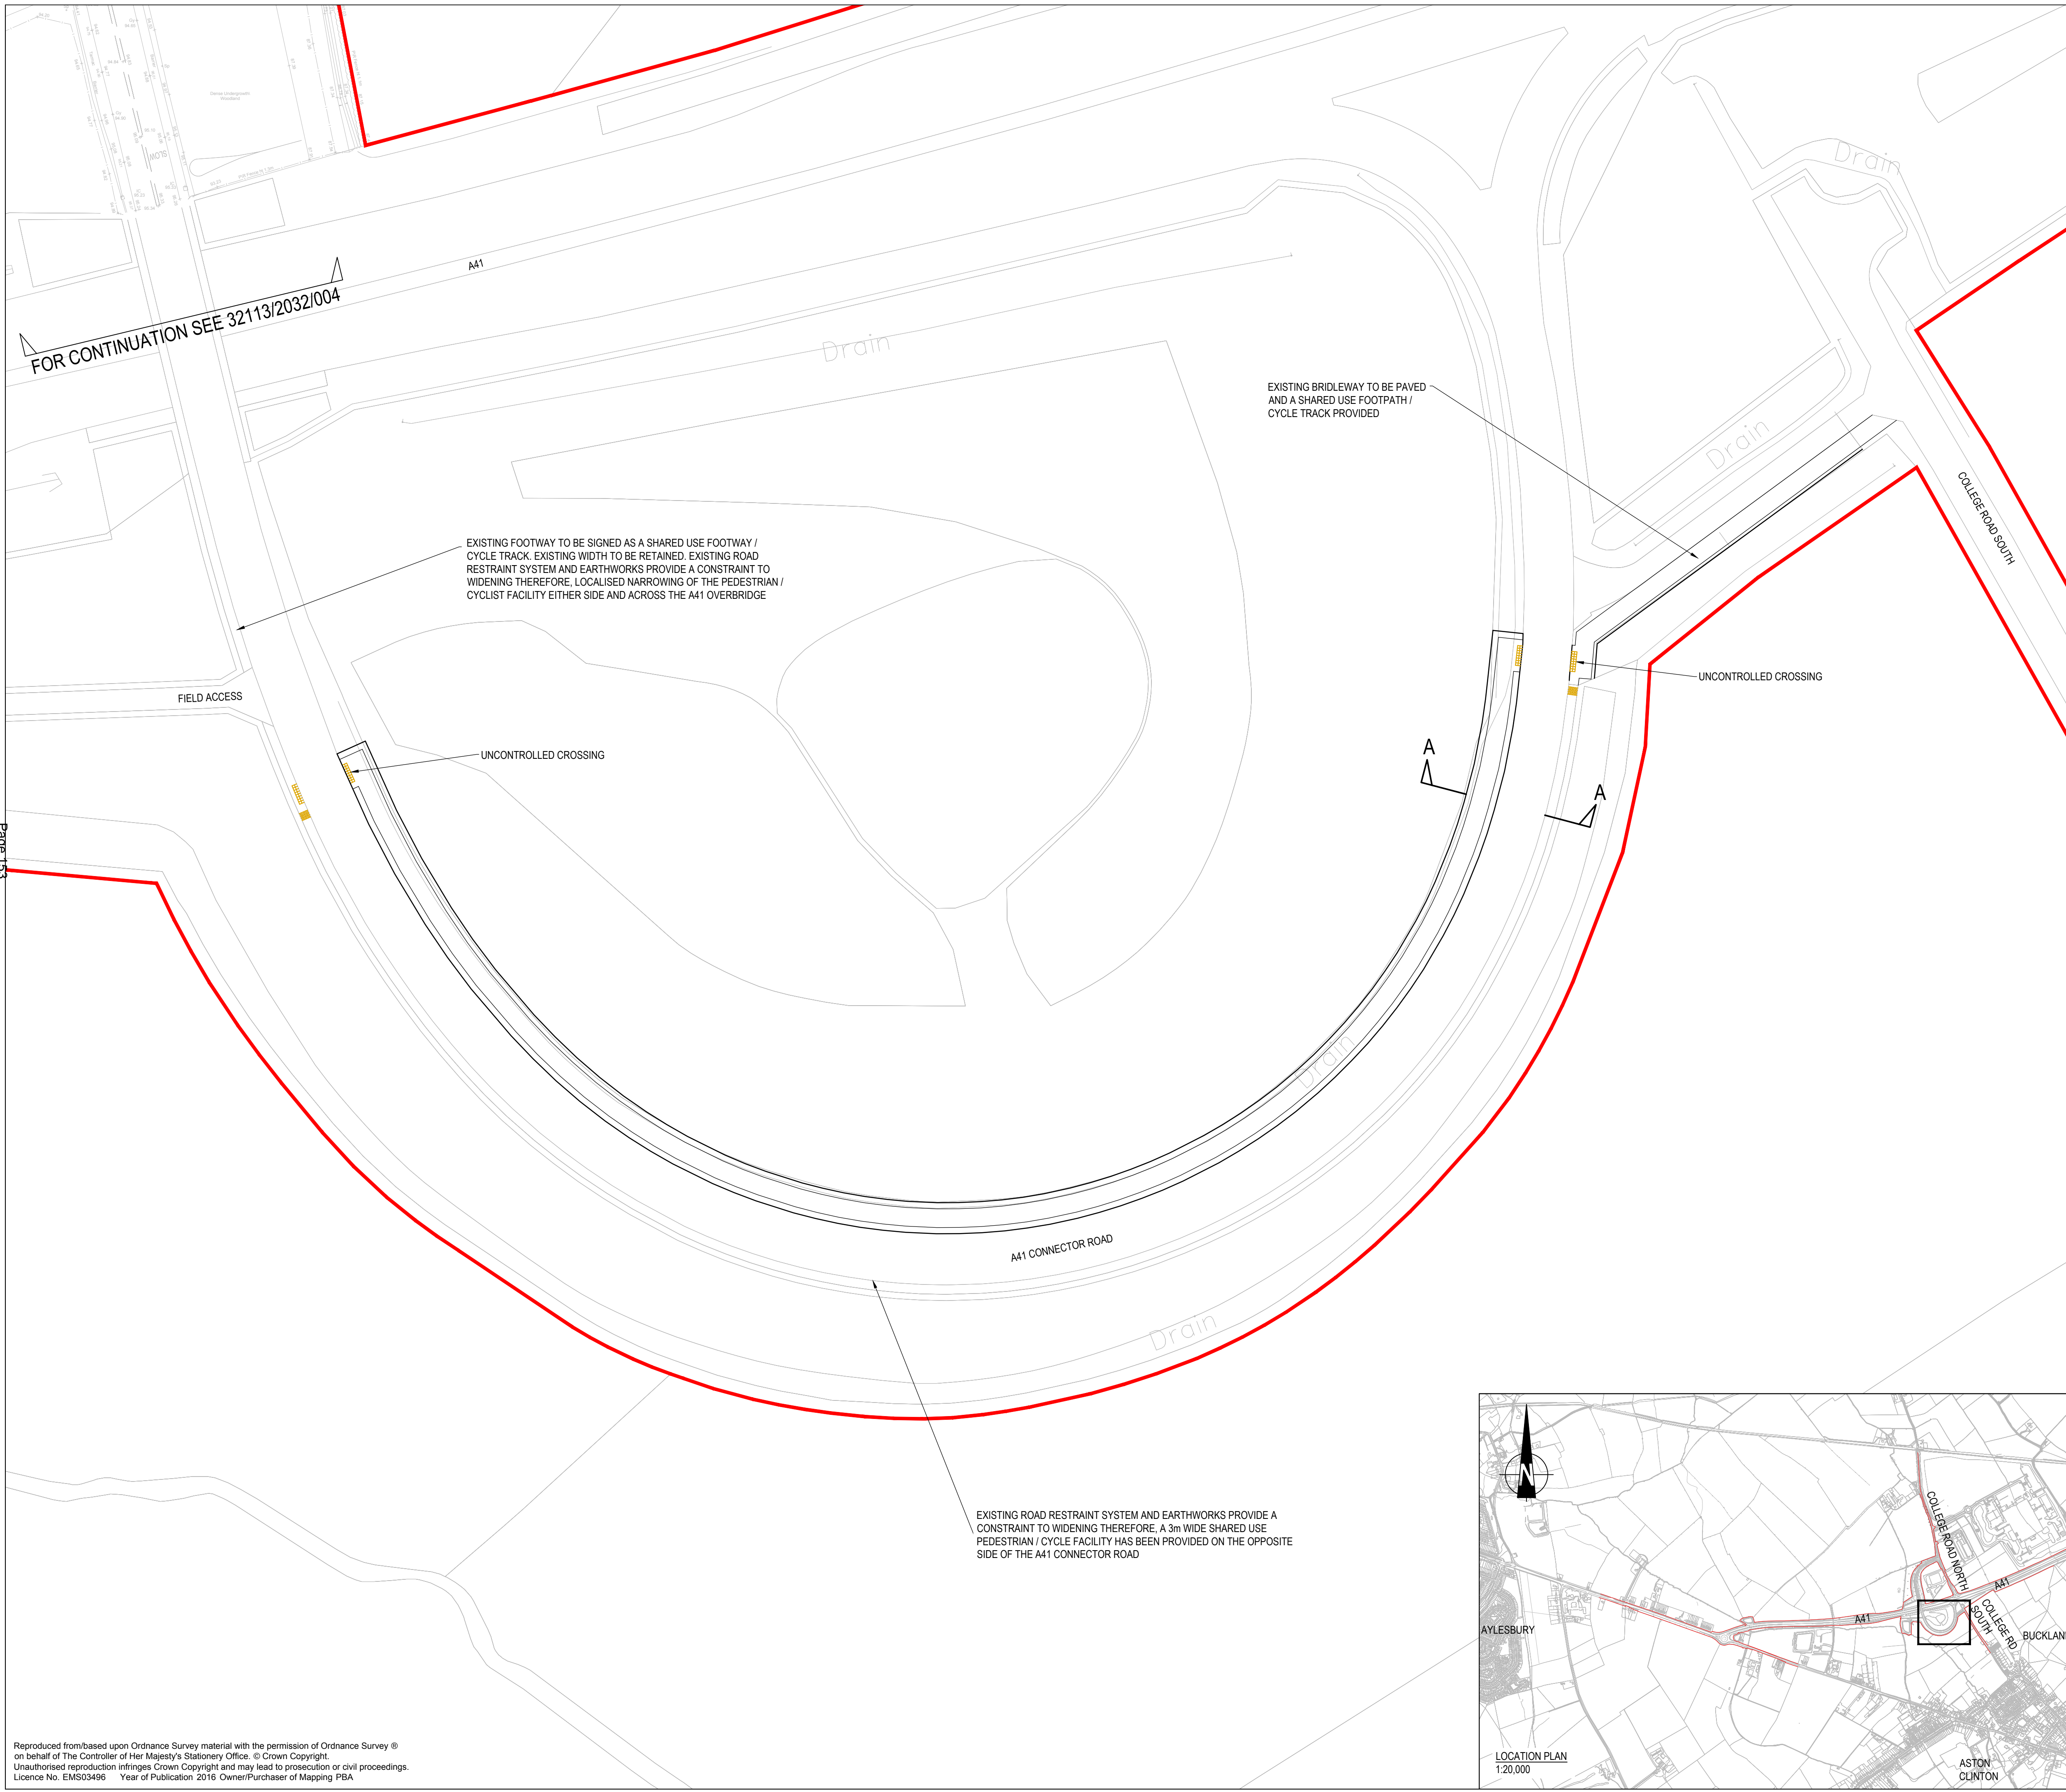 Dense Undergrowth
Woodland
SLOW
A41
FOR CONTINUATION SEE 32113/2032/004
Drain
Drain
EXISTING BRIDLEWAY TO BE PAVED
AND A SHARED USE FOOTPATH /
CYCLE TRACK PROVIDED
Drain
COLLEGE ROAD SOUTH
EXISTING FOOTWAY TO BE SIGNED AS A SHARED USE FOOTWAY /
CYCLE TRACK. EXISTING WIDTH TO BE RETAINED. EXISTING ROAD
RESTRAINT SYSTEM AND EARTHWORKS PROVIDE A CONSTRAINT TO
WIDENING THEREFORE, LOCALISED NARROWING OF THE PEDESTRIAN /
CYCLIST FACILITY EITHER SIDE AND ACROSS THE A41 OVERBRIDGE
FIELD ACCESS
UNCONTROLLED CROSSING
UNCONTROLLED CROSSING
A
A
Page 153
Drain
A41 CONNECTOR ROAD
Drain
EXISTING ROAD RESTRAINT SYSTEM AND EARTHWORKS PROVIDE A
CONSTRAINT TO WIDENING THEREFORE, A 3m WIDE SHARED USE
PEDESTRIAN / CYCLE FACILITY HAS BEEN PROVIDED ON THE OPPOSITE
SIDE OF THE A41 CONNECTOR ROAD
N
COLLEGE ROAD NORTH
A41
A41
COLLEGE RD
SOUTH
AYLESBURY
BUCKLAN
ASTON
CLINTON
LOCATION PLAN
1:20,000
Reproduced from/based upon Ordnance Survey material with the permission of Ordnance Survey ®
on behalf of The Controller of Her Majesty's Stationery Office. © Crown Copyright.
Unauthorised reproduction infringes Crown Copyright and may lead to prosecution or civil proceedings.
Licence No. EMS03496 Year of Publication 2016 Owner/Purchaser of Mapping PBA